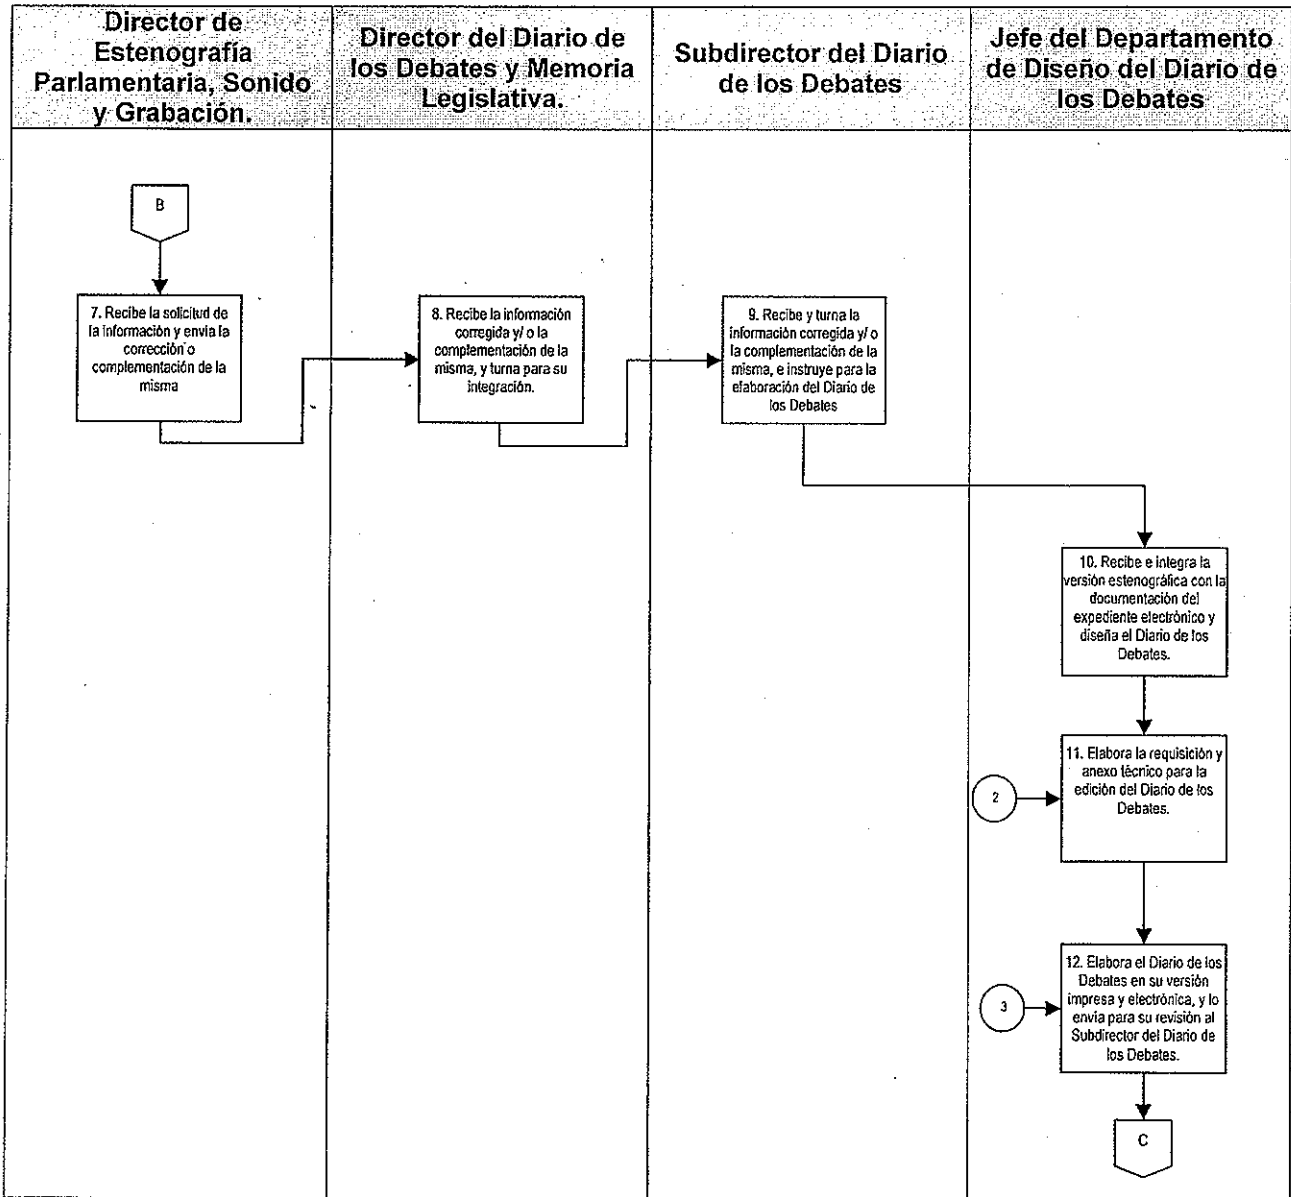 Director de
Estenografía
Parlamentaria, Sonido
y Grabación.
Director del Diario de
los Debates y Memoria
Legislativa.
Subdirector del Diario
de los Debates
Jefe del Departamento
de Diseño del Diario de
los Debates
B
7. Recibe la solicitud de
la información y envía la
corrección o
complementación de la
misma
8. Recibe la información
corregida y/ o la
complementación de la
misma, y turna para su
integración.
9. Recibe y turna la
información corregida y/ o
la complementación de la
misma, e instruye para la
elaboración del Diario de
los Debates
10. Recibe e integra la
versión estenográfica con la
documentación del
expediente electrónico y
diseña el Diario de los
Debates.
2
11. Elabora la requisición y
anexo técnico para la
edición del Diario de los
Debates.
3
12. Elabora el Diario de los
Debates en su versión
impresa y electrónica, y lo
envía para su revisión al
Subdirector del Diario de
los Debates.
C